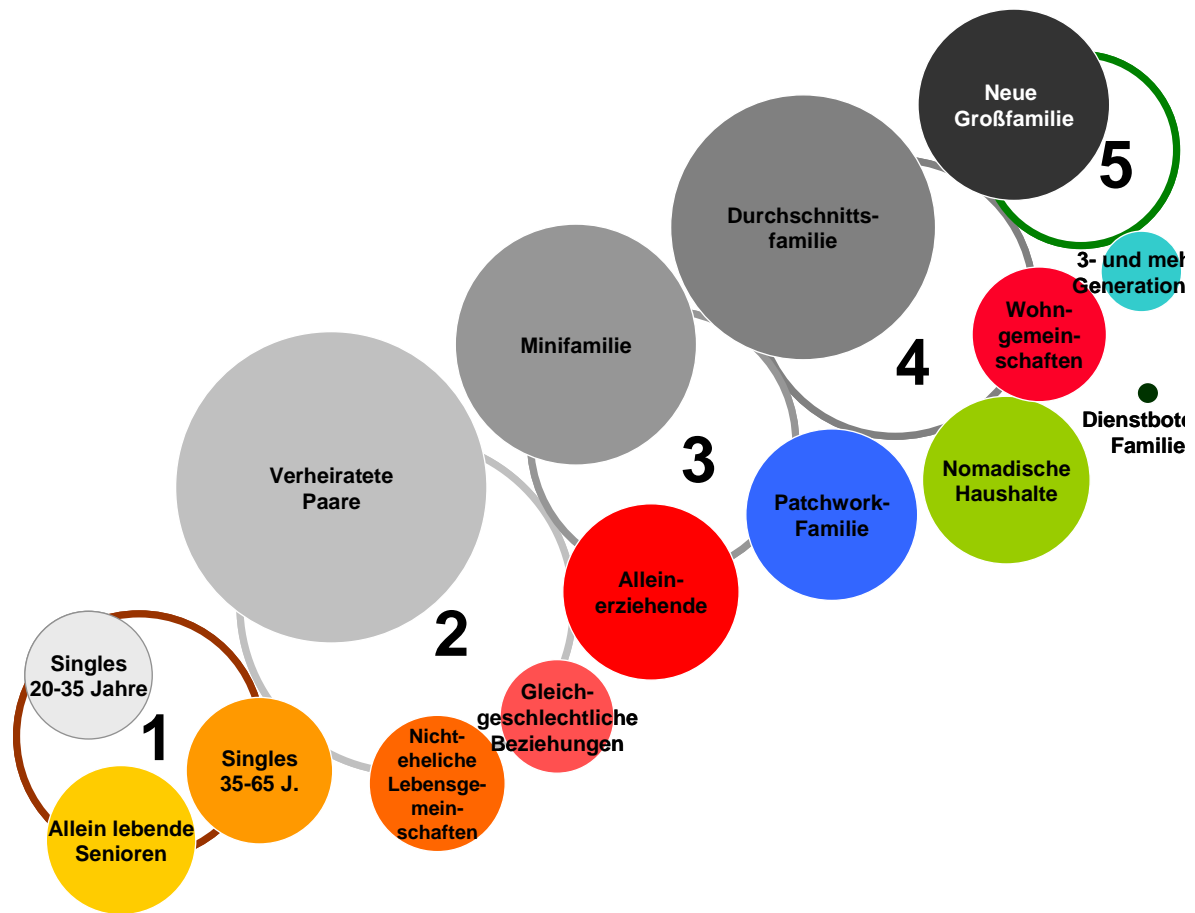 Neue
Großfamilie
5
Durchschnitts-
familie
3- und meh
Generation
Wohn-
gemein-
schaften
Minifamilie
4
Dienstbote
Familie
3
Nomadische
Haushalte
Patchwork-
Familie
Verheiratete
Paare
Allein-
erziehende
2
Singles
20-35 Jahre
Gleich-
geschlechtliche
Beziehungen
1
Singles
35-65 J.
Nicht-
eheliche
Lebensge-
mein-
schaften
Allein lebende
Senioren